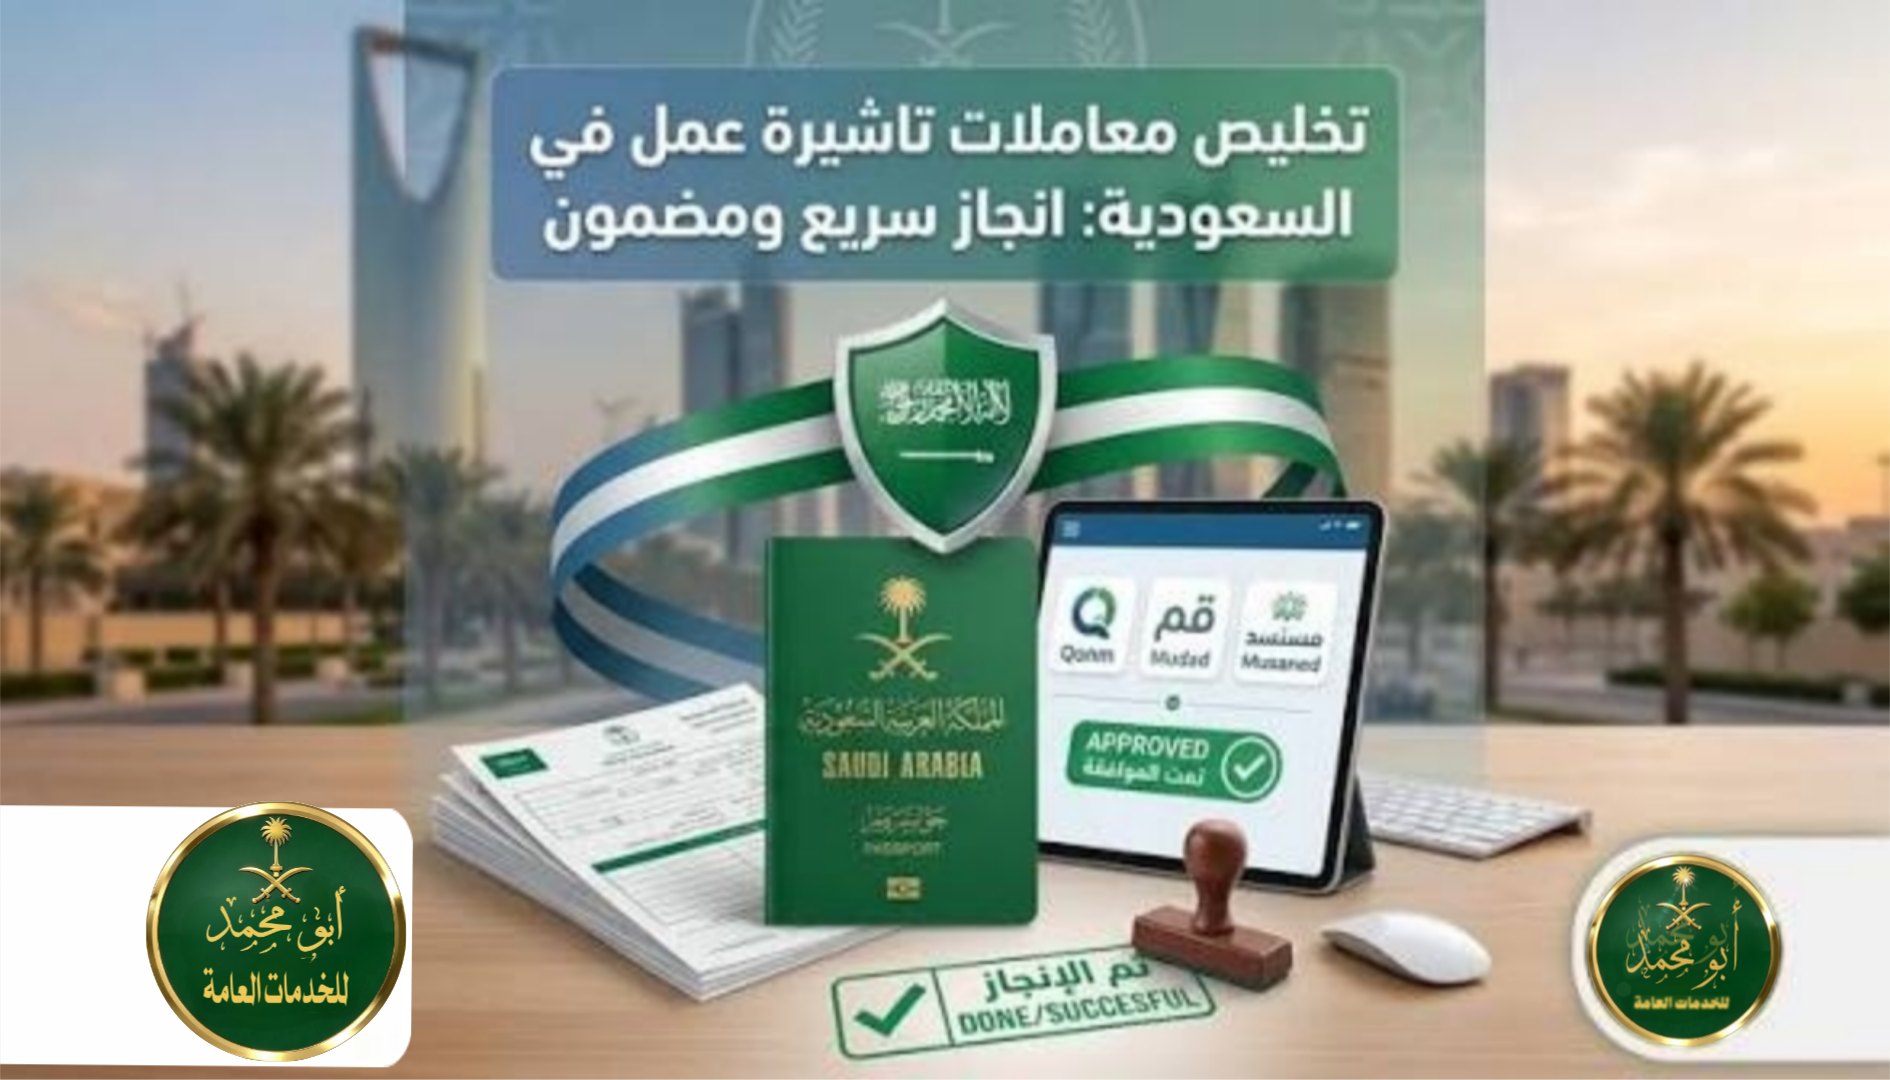 تخليص معاملات تاشيرة عمل في
السعودية: انجاز سريع ومضمون
المملكة العربية السعودية
SAUDI ARABIA
PASSPORT
Qonm
قم
Mudad
مستسد
Musaned
APPROVED
تمت الموافقة
تم الإنجاز
DONE/SUCCESFUL
أبو محمد
للخدمات العامة
أبو محمد
للخدمات العامة